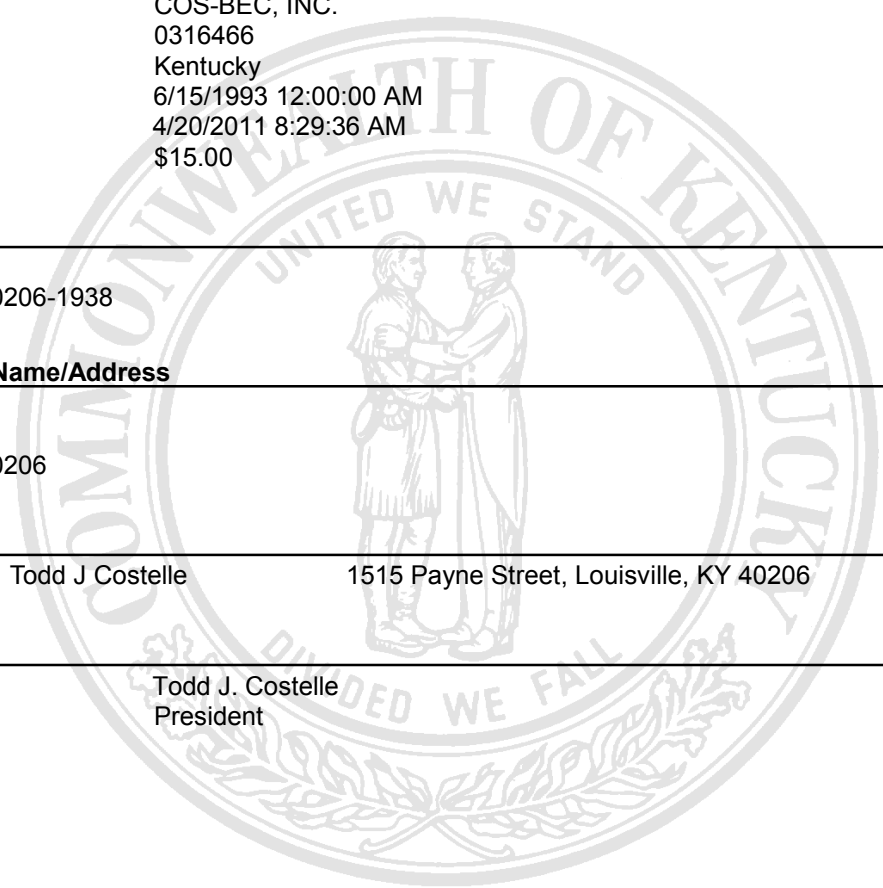 COS-BEC, INC.
0316466
Kentucky
6/15/1993 12:00:00 AM
4/20/2011 8:29:36 AM
$15.00
COMMONWEALTH OF KENTUCKY
UNITED WE STAND
0206-1938
Name/Address
0206
Todd J Costelle 1515 Payne Street, Louisville, KY 40206
Todd J. Costelle
President
DIVIDED WE FALL